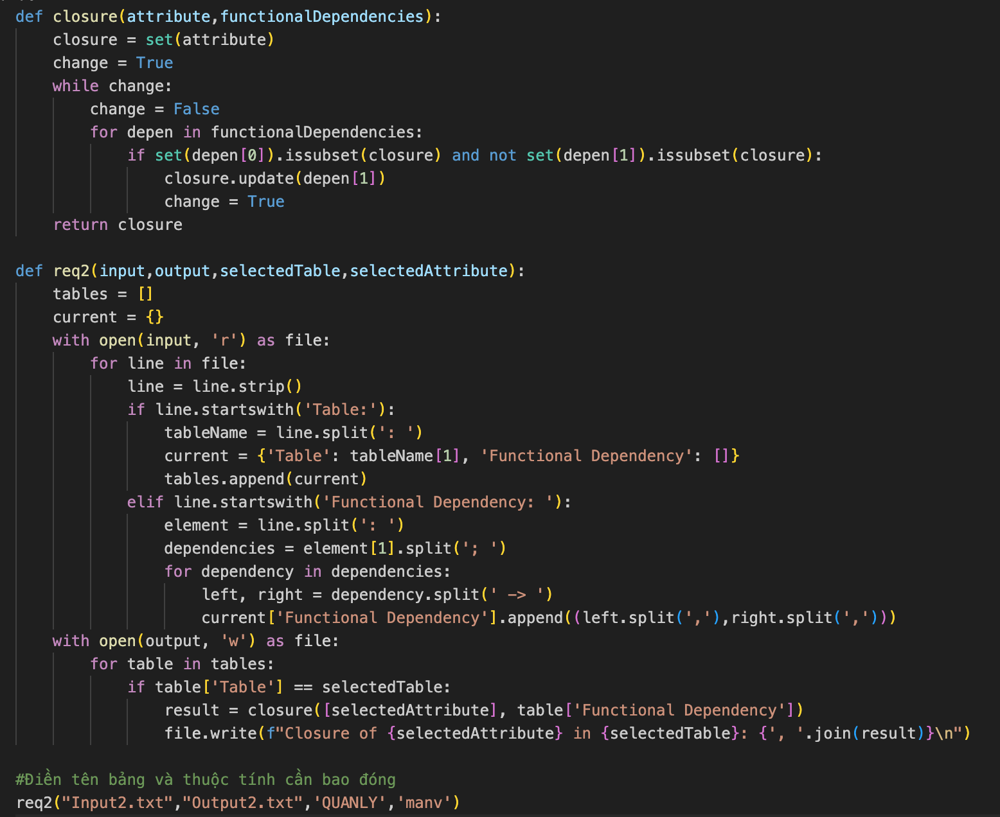 def closure(attribute,functionalDependencies):
    closure = set(attribute)
    change = True
    while change:
        change = False
        for depen in functionalDependencies:
            if set(depen[0]).issubset(closure) and not set(depen[1]).issubset(closure):
                closure.update(depen[1])
                change = True
    return closure

def req2(input,output,selectedTable,selectedAttribute):
    tables = []
    current = {}
    with open(input, 'r') as file:
        for line in file:
            line = line.strip()
            if line.startswith('Table:'):
                tableName = line.split(': ')
                current = {'Table': tableName[1], 'Functional Dependency': []}
                tables.append(current)
            elif line.startswith('Functional Dependency: '):
                element = line.split(': ')
                dependencies = element[1].split('; ')
                for dependency in dependencies:
                    left, right = dependency.split(' -> ')
                    current['Functional Dependency'].append((left.split(','),right.split(',')))
    with open(output, 'w') as file:
        for table in tables:
            if table['Table'] == selectedTable:
                result = closure([selectedAttribute], table['Functional Dependency'])
                file.write(f"Closure of {selectedAttribute} in {selectedTable}: {', '.join(result)}\n")

#Điền tên bảng và thuộc tính cần bao đóng
req2("Input2.txt","Output2.txt",'QUANLY','manv')